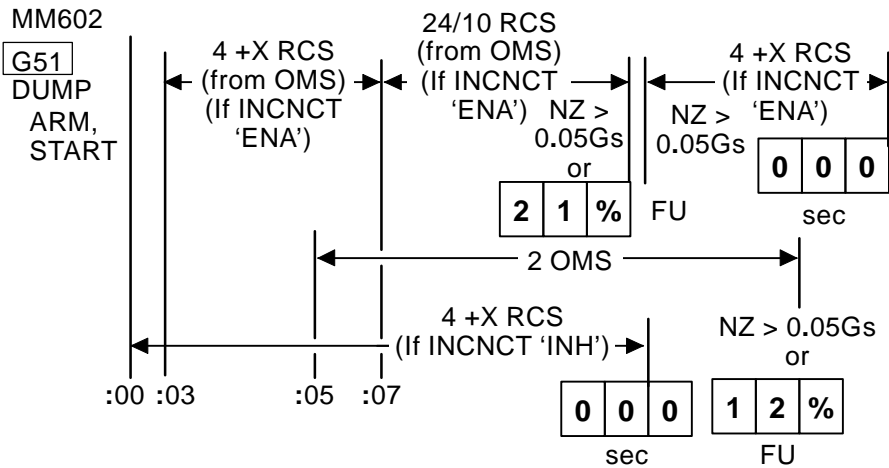 MM602
G51
DUMP
ARM,
START
4 +X RCS
(from OMS)
(If INCNCT
‘ENA’)
24/10 RCS
(from OMS)
(If INCNCT
‘ENA’)
NZ >
0.05Gs
or
2 1 % FU
4 +X RCS
(If INCNCT
‘ENA’)
NZ >
0.05Gs
0 0 0
sec
2 OMS
4 +X RCS
(If INCNCT ‘INH’)
NZ > 0.05Gs
or
:00 :03 :05 :07
0 0 0
sec
1 2 %
FU